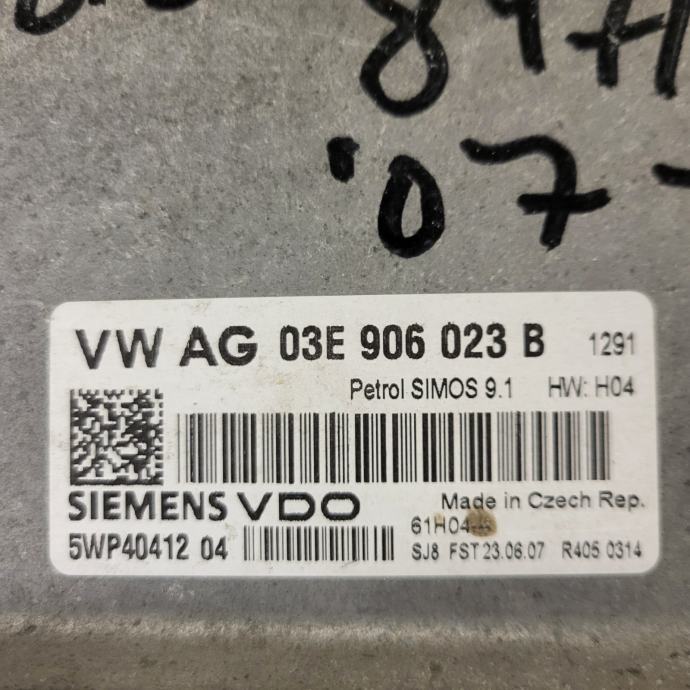 '07
VW AG 03E 906 023 B 1291
Petrol SIMOS 9.1 HW: H04
SIEMENS VDO Made in Czech Rep.
61H04
5WP40412 04 SJ8 FST 23.06.07 R405 0314